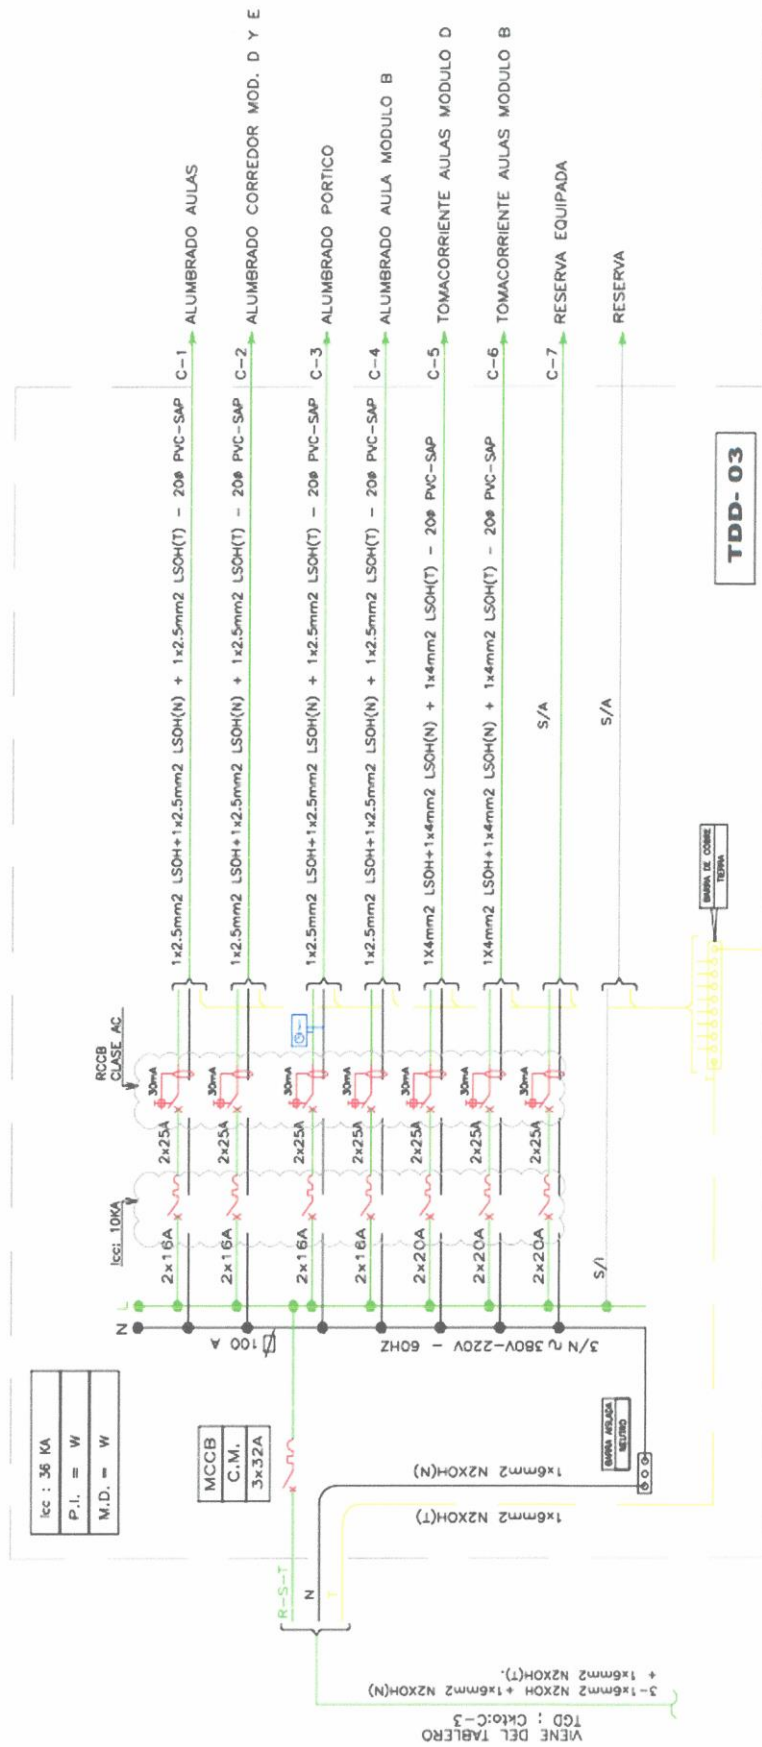 Icc : 36 KA
P.I. = W
M.D. = W
MCCB
C.M.
3x32A
R-S-T
N
T
VIENE DEL TABLERO
TGD : Ckto:C-3
3-1x6mm2 N2XOH + 1x6mm2 N2XOH(N)
+ 1x6mm2 N2XOH(T).
1x6mm2 N2XOH(N)
1x6mm2 N2XOH(T)
BARRA AISLADA
NEUTRO
N
L
100 A
3/N ∿ 380V-220V - 60HZ
Icc: 10KA
RCCB
CLASE AC
2x16A 2x25A 30mA 1x2.5mm2 LSOH+1x2.5mm2 LSOH(N) + 1x2.5mm2 LSOH(T) - 20ø PVC-SAP C-1 ALUMBRADO AULAS
2x16A 2x25A 30mA 1x2.5mm2 LSOH+1x2.5mm2 LSOH(N) + 1x2.5mm2 LSOH(T) - 20ø PVC-SAP C-2 ALUMBRADO CORREDOR MOD. D Y E
2x16A 2x25A 30mA 1x2.5mm2 LSOH+1x2.5mm2 LSOH(N) + 1x2.5mm2 LSOH(T) - 20ø PVC-SAP C-3 ALUMBRADO PORTICO
2x16A 2x25A 30mA 1x2.5mm2 LSOH+1x2.5mm2 LSOH(N) + 1x2.5mm2 LSOH(T) - 20ø PVC-SAP C-4 ALUMBRADO AULA MODULO B
2x20A 2x25A 30mA 1X4mm2 LSOH+1x4mm2 LSOH(N) + 1x4mm2 LSOH(T) - 20ø PVC-SAP C-5 TOMACORRIENTE AULAS MODULO D
2x20A 2x25A 30mA 1X4mm2 LSOH+1x4mm2 LSOH(N) + 1x4mm2 LSOH(T) - 20ø PVC-SAP C-6 TOMACORRIENTE AULAS MODULO B
2x20A 2x25A 30mA S/A C-7 RESERVA EQUIPADA
S/I S/A RESERVA
BARRA DE COBRE
TIERRA
TDD-03